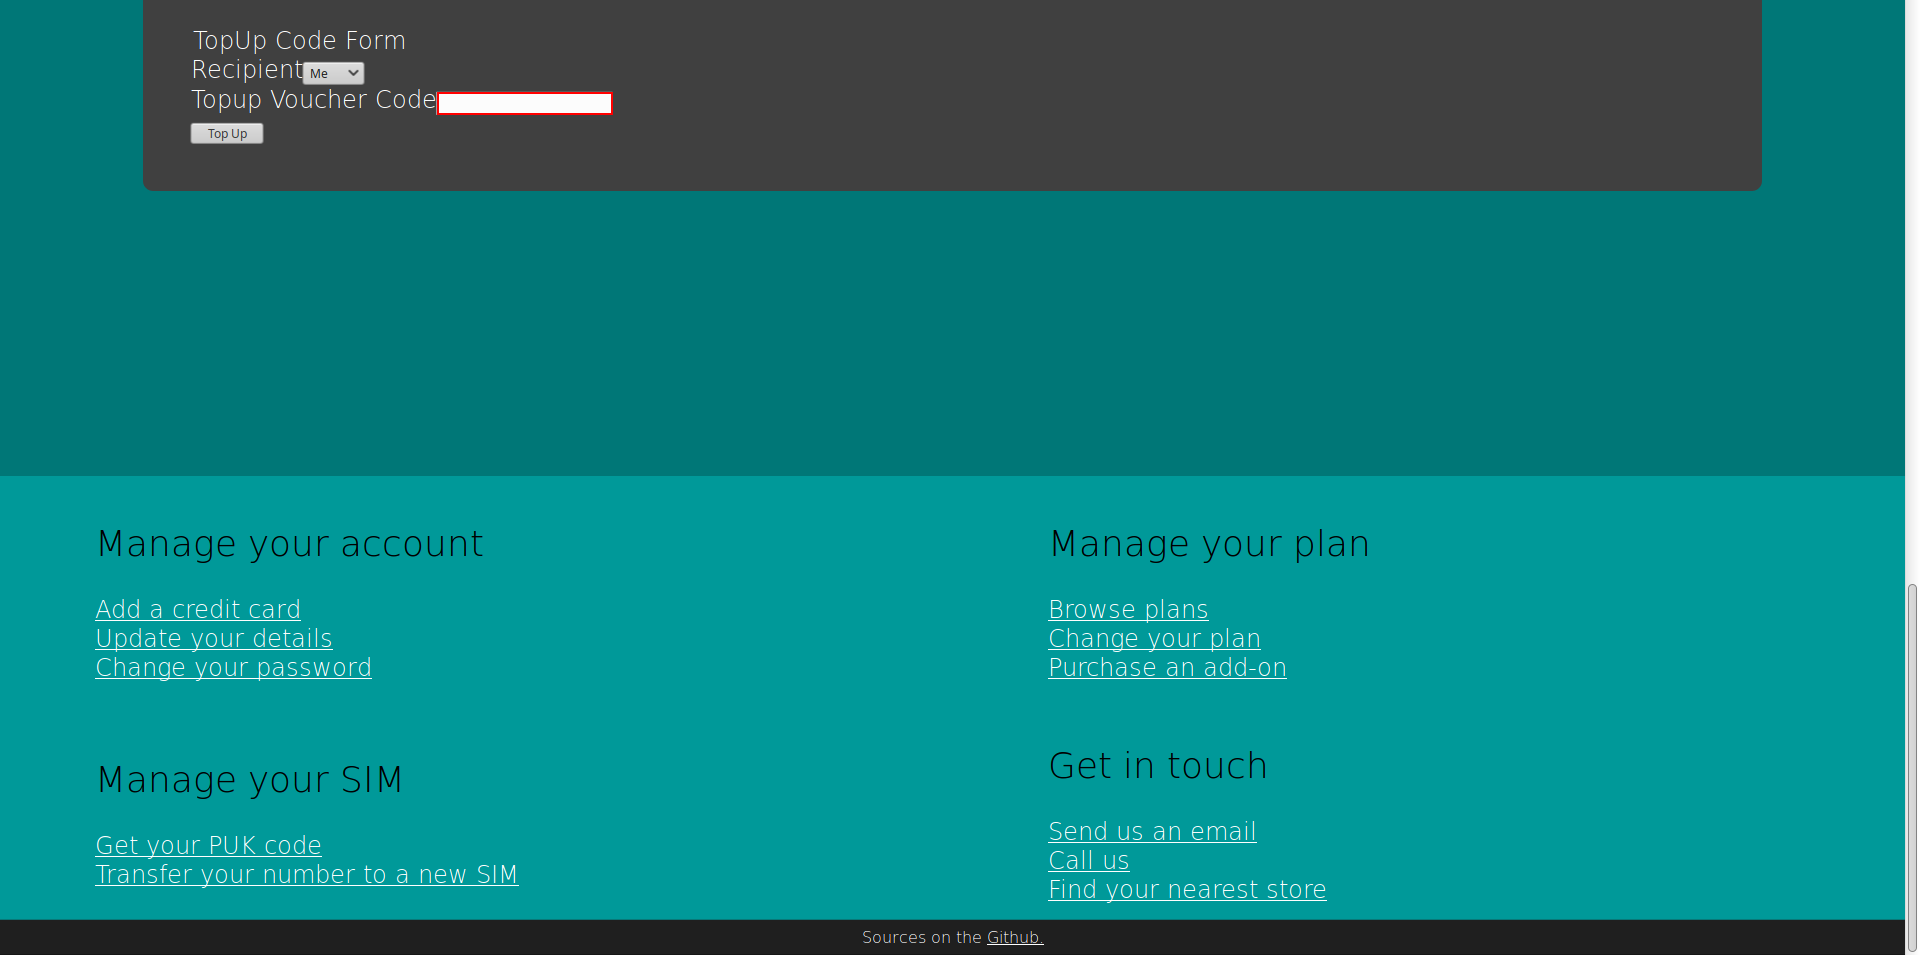 TopUp Code Form
Recipient Me
Topup Voucher Code
Top Up
Manage your account
Add a credit card
Update your details
Change your password
Manage your plan
Browse plans
Change your plan
Purchase an add-on
Manage your SIM
Get your PUK code
Transfer your number to a new SIM
Get in touch
Send us an email
Call us
Find your nearest store
Sources on the Github.